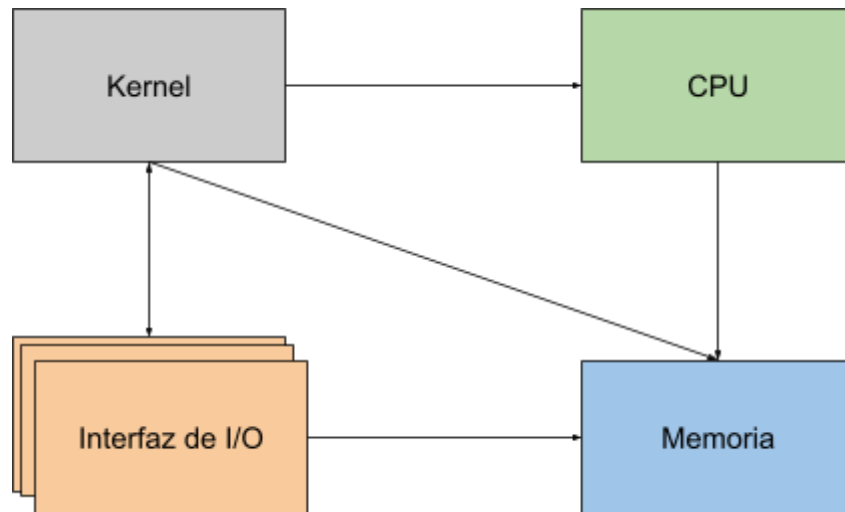 Kernel
CPU
Interfaz de I/O
Memoria